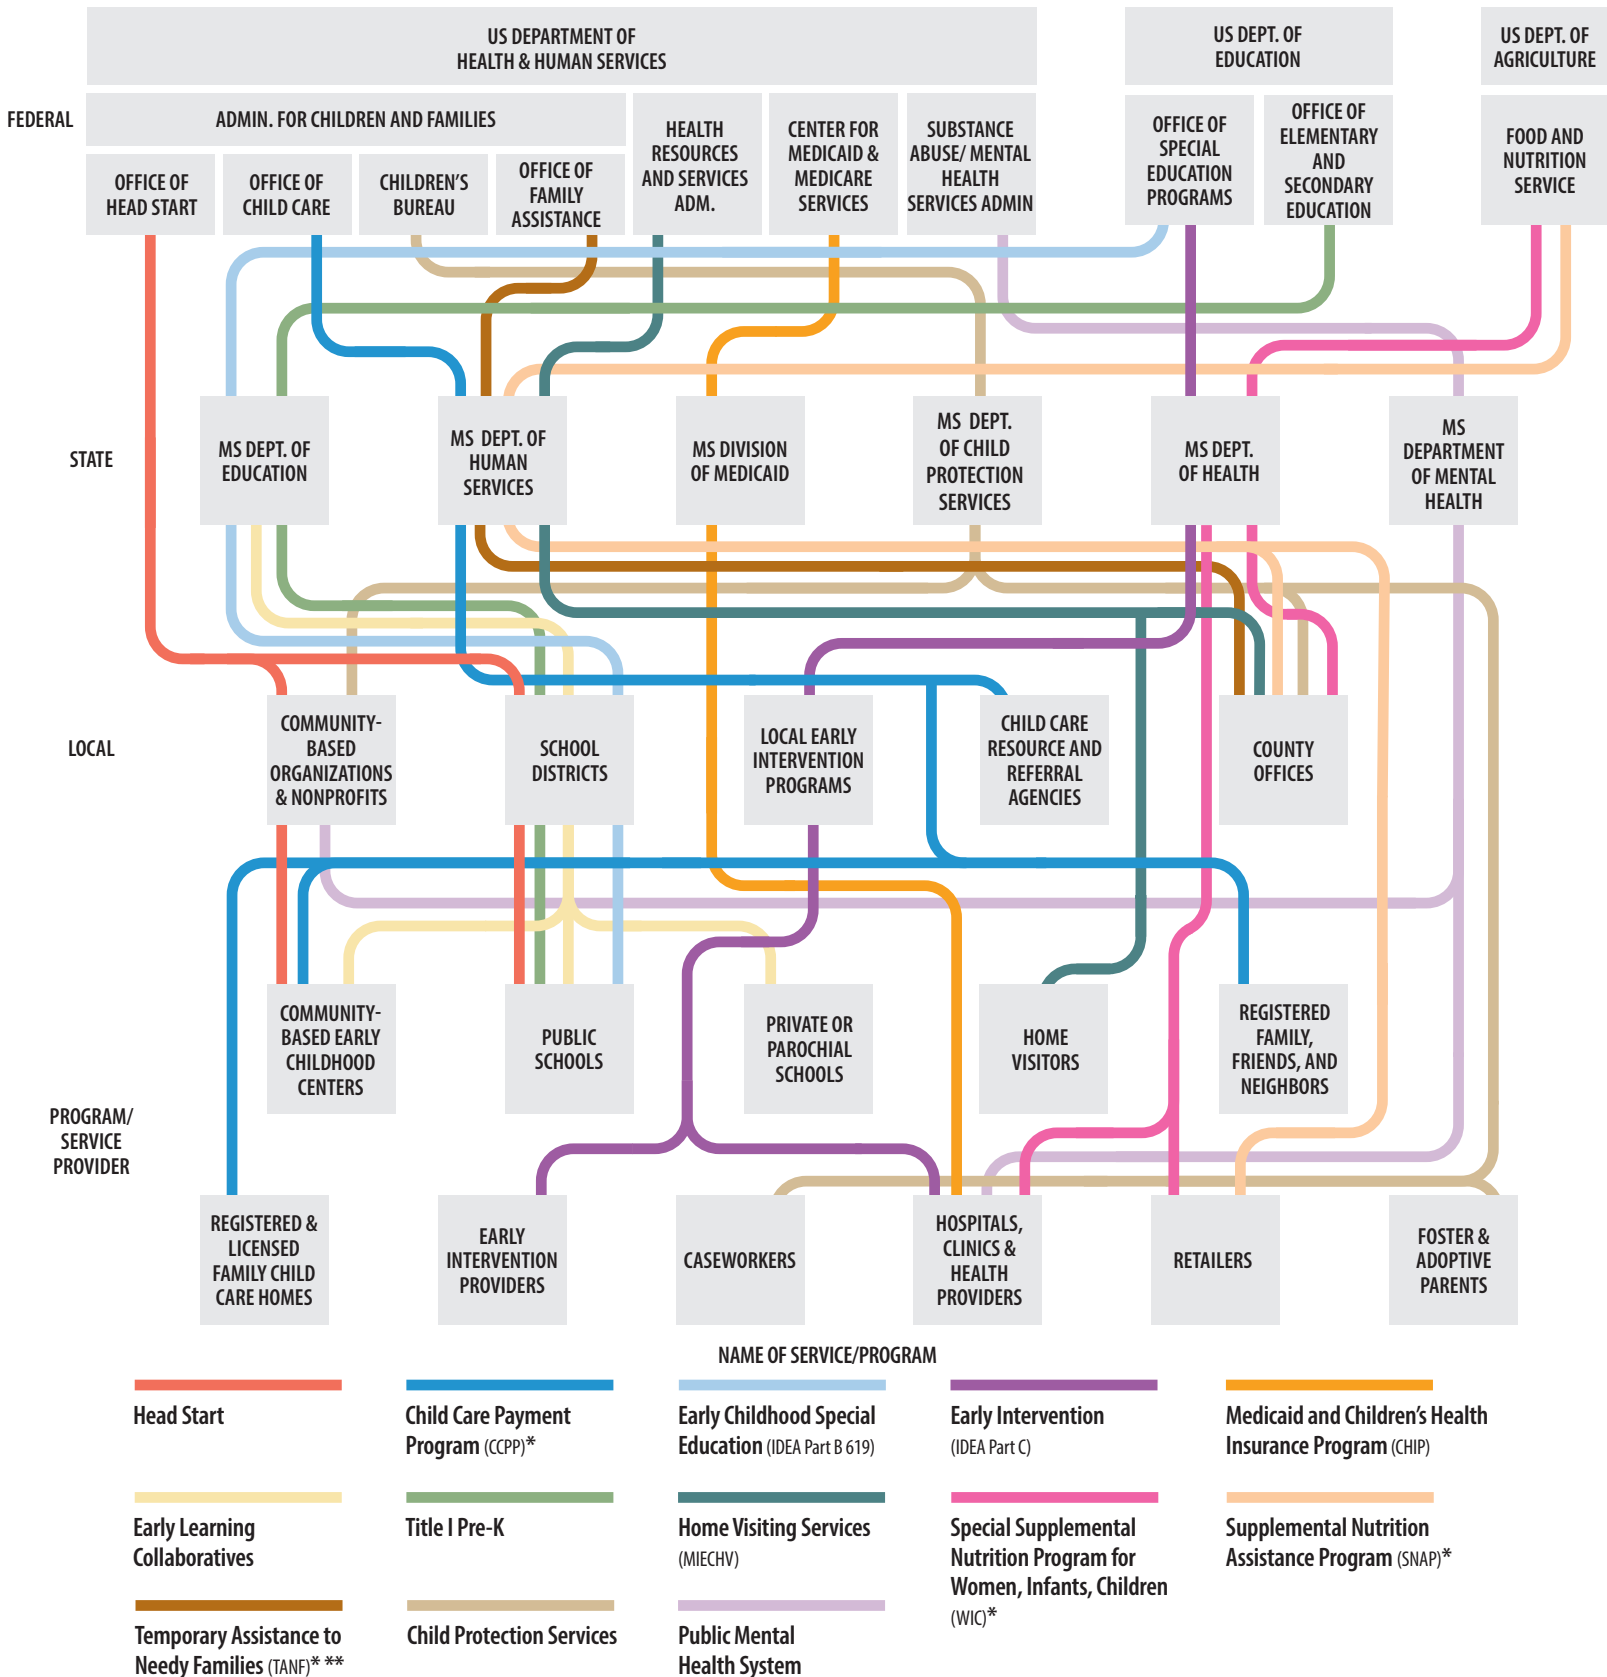 US DEPARTMENT OF
HEALTH & HUMAN SERVICES
US DEPT. OF
EDUCATION
US DEPT. OF
AGRICULTURE
FEDERAL
ADMIN. FOR CHILDREN AND FAMILIES
OFFICE OF
HEAD START
OFFICE OF
CHILD CARE
CHILDREN'S
BUREAU
OFFICE OF
FAMILY
ASSISTANCE
HEALTH
RESOURCES
AND SERVICES
ADM.
CENTER FOR
MEDICAID &
MEDICARE
SERVICES
SUBSTANCE
ABUSE/ MENTAL
HEALTH
SERVICES ADMIN
OFFICE OF
SPECIAL
EDUCATION
PROGRAMS
OFFICE OF
ELEMENTARY
AND
SECONDARY
EDUCATION
FOOD AND
NUTRITION
SERVICE
STATE
MS DEPT. OF
EDUCATION
MS DEPT. OF
HUMAN
SERVICES
MS DIVISION
OF MEDICAID
MS DEPT.
OF CHILD
PROTECTION
SERVICES
MS DEPT.
OF HEALTH
MS
DEPARTMENT
OF MENTAL
HEALTH
LOCAL
COMMUNITY-
BASED
ORGANIZATIONS
& NONPROFITS
SCHOOL
DISTRICTS
LOCAL EARLY
INTERVENTION
PROGRAMS
CHILD CARE
RESOURCE AND
REFERRAL
AGENCIES
COUNTY
OFFICES
PROGRAM/
SERVICE
PROVIDER
COMMUNITY-
BASED EARLY
CHILDHOOD
CENTERS
PUBLIC
SCHOOLS
PRIVATE OR
PAROCHIAL
SCHOOLS
HOME
VISITORS
REGISTERED
FAMILY,
FRIENDS, AND
NEIGHBORS
REGISTERED &
LICENSED
FAMILY CHILD
CARE HOMES
EARLY
INTERVENTION
PROVIDERS
CASEWORKERS
HOSPITALS,
CLINICS &
HEALTH
PROVIDERS
RETAILERS
FOSTER &
ADOPTIVE
PARENTS
NAME OF SERVICE/PROGRAM
Head Start
Child Care Payment
Program (CCPP)*
Early Childhood Special
Education (IDEA Part B 619)
Early Intervention
(IDEA Part C)
Medicaid and Children's Health
Insurance Program (CHIP)
Early Learning
Collaboratives
Title I Pre-K
Home Visiting Services
(MIECHV)
Special Supplemental
Nutrition Program for
Women, Infants, Children
(WIC)*
Supplemental Nutrition
Assistance Program (SNAP)*
Temporary Assistance to
Needy Families (TANF)* **
Child Protection Services
Public Mental
Health System